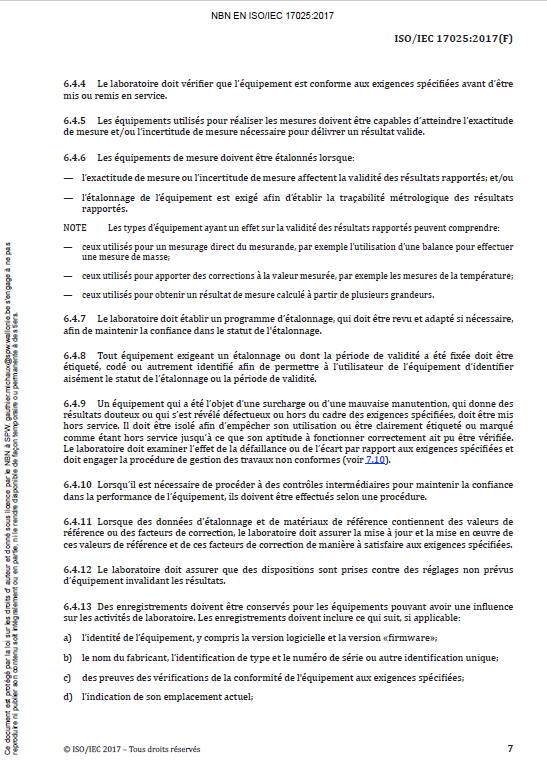 NBN EN ISO/IEC 17025:2017
ISO/IEC 17025:2017(F)
6.4.4 Le laboratoire doit vérifier que l'équipement est conforme aux exigences spécifiées avant d'être
mis ou remis en service.
6.4.5 Les équipements utilisés pour réaliser les mesures doivent être capables d'atteindre l'exactitude
de mesure et/ou l'incertitude de mesure nécessaire pour délivrer un résultat valide.
6.4.6 Les équipements de mesure doivent être étalonnés lorsque:
— l'exactitude de mesure ou l'incertitude de mesure affectent la validité des résultats rapportés; et/ou
— l'étalonnage de l'équipement est exigé afin d'établir la traçabilité métrologique des résultats
rapportés.
NOTE Les types d'équipement ayant un effet sur la validité des résultats rapportés peuvent comprendre:
— ceux utilisés pour un mesurage direct du mesurande, par exemple l'utilisation d'une balance pour effectuer
une mesure de masse;
— ceux utilisés pour apporter des corrections à la valeur mesurée, par exemple les mesures de la température;
— ceux utilisés pour obtenir un résultat de mesure calculé à partir de plusieurs grandeurs.
6.4.7 Le laboratoire doit établir un programme d'étalonnage, qui doit être revu et adapté si nécessaire,
afin de maintenir la confiance dans le statut de l'étalonnage.
6.4.8 Tout équipement exigeant un étalonnage ou dont la période de validité a été fixée doit être
étiqueté, codé ou autrement identifié afin de permettre à l'utilisateur de l'équipement d'identifier
aisément le statut de l'étalonnage ou la période de validité.
6.4.9 Un équipement qui a été l'objet d'une surcharge ou d'une mauvaise manutention, qui donne des
résultats douteux ou qui s'est révélé défectueux ou hors du cadre des exigences spécifiées, doit être mis
hors service. Il doit être isolé afin d'empêcher son utilisation ou être clairement étiqueté ou marqué
comme étant hors service jusqu'à ce que son aptitude à fonctionner correctement ait pu être vérifiée.
Le laboratoire doit examiner l'effet de la défaillance ou de l'écart par rapport aux exigences spécifiées et
doit engager la procédure de gestion des travaux non conformes (voir 7.10).
6.4.10 Lorsqu'il est nécessaire de procéder à des contrôles intermédiaires pour maintenir la confiance
dans la performance de l'équipement, ils doivent être effectués selon une procédure.
6.4.11 Lorsque des données d'étalonnage et de matériaux de référence contiennent des valeurs de
référence ou des facteurs de correction, le laboratoire doit assurer la mise à jour et la mise en œuvre de
ces valeurs de référence et de ces facteurs de correction de manière à satisfaire aux exigences spécifiées.
6.4.12 Le laboratoire doit assurer que des dispositions sont prises contre des réglages non prévus
d'équipement invalidant les résultats.
6.4.13 Des enregistrements doivent être conservés pour les équipements pouvant avoir une influence
sur les activités de laboratoire. Les enregistrements doivent inclure ce qui suit, si applicable:
a) l'identité de l'équipement, y compris la version logicielle et la version «firmware»;
b) le nom du fabricant, l'identification de type et le numéro de série ou autre identification unique;
c) des preuves des vérifications de la conformité de l'équipement aux exigences spécifiées;
d) l'indication de son emplacement actuel;
© ISO/IEC 2017 – Tous droits réservés
7
Ce document est protégé par la loi sur les droits d'auteur et donné sous licence par le NBN à SPW. gauthier.michaux@spw.wallonie.be s'engage à ne pas
reproduire ni publier son contenu soit intégralement ou en partie, ni le rendre disponible de façon temporaire ou permanente à des tiers.